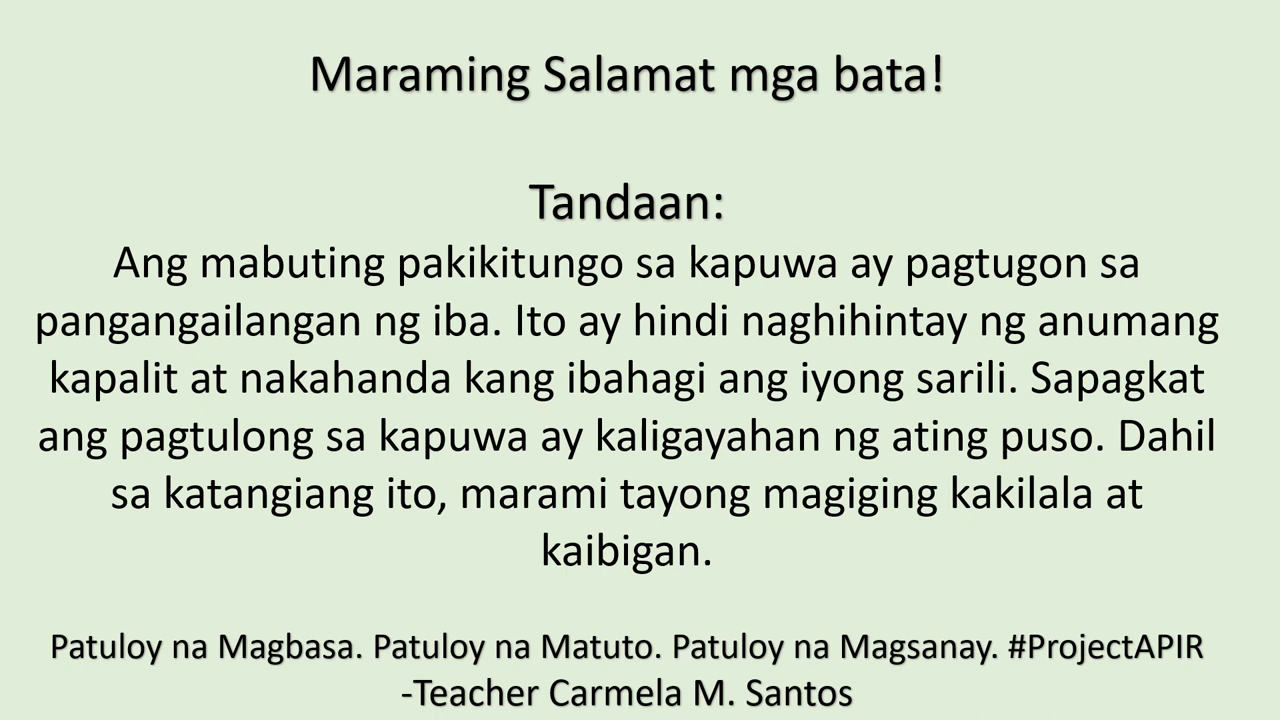 Maraming Salamat mga bata!
Tandaan:
Ang mabuting pakikitungo sa kapuwa ay pagtugon sa
pangangailangan ng iba. Ito ay hindi naghihintay ng anumang
kapalit at nakahanda kang ibahagi ang iyong sarili. Sapagkat
ang pagtulong sa kapuwa ay kaligayahan ng ating puso. Dahil
sa katangiang ito, marami tayong magiging kakilala at
kaibigan.
Patuloy na Magbasa. Patuloy na Matuto. Patuloy na Magsanay. #ProjectAPIR
-Teacher Carmela M. Santos